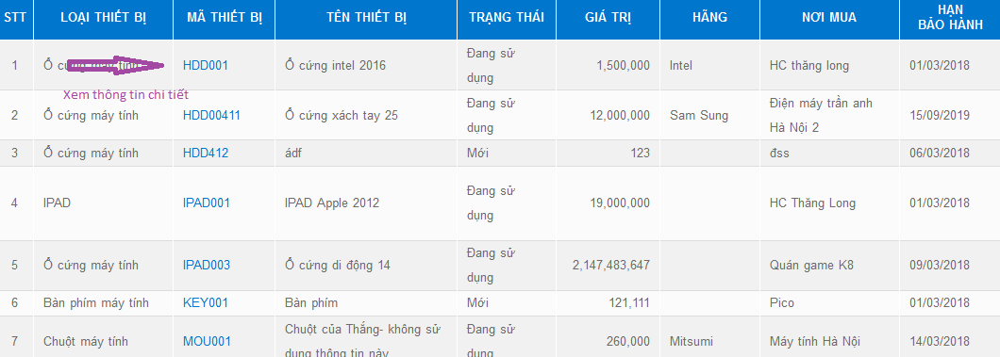 STT LOẠI THIẾT BỊ MÃ THIẾT BỊ TÊN THIẾT BỊ TRẠNG THÁI GIÁ TRỊ HÃNG NƠI MUA HẠN
BẢO HÀNH
1 Ổ cứng máy tính HDD001 Ổ cứng intel 2016 Đang sử
dụng 1,500,000 Intel HC thăng long 01/03/2018
Xem thông tin chi tiết
2 Ổ cứng máy tính HDD00411 Ổ cứng xách tay 25 Đang sử
dụng 12,000,000 Sam Sung Điện máy trần anh
Hà Nội 2 15/09/2019
3 Ổ cứng máy tính HDD412 ádf Mới 123 đss 06/03/2018
4 IPAD IPAD001 IPAD Apple 2012 Đang sử
dụng 19,000,000 HC Thăng Long 01/03/2018
5 Ổ cứng máy tính IPAD003 Ổ cứng di động 14 Đang sử
dụng 2,147,483,647 Quán game K8 09/03/2018
6 Bàn phím máy tính KEY001 Bàn phím Mới 121,111 Pico 01/03/2018
7 Chuột máy tính MOU001 Chuột của Thắng- không sử
dụng thông tin này Đang sử
dụng 260,000 Mitsumi Máy tính Hà Nội 14/03/2018